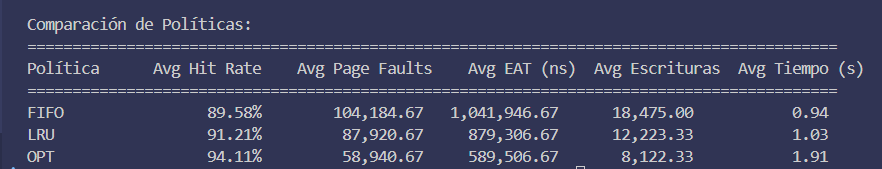 Comparación de Políticas:
==========================================================================================
Política      Avg Hit Rate    Avg Page Faults    Avg EAT (ns)  Avg Escrituras  Avg Tiempo (s)
==========================================================================================
FIFO                89.58%         104,184.67  1,041,946.67       18,475.00            0.94
LRU                 91.21%          87,920.67    879,306.67       12,223.33            1.03
OPT                 94.11%          58,940.67    589,506.67        8,122.33            1.91